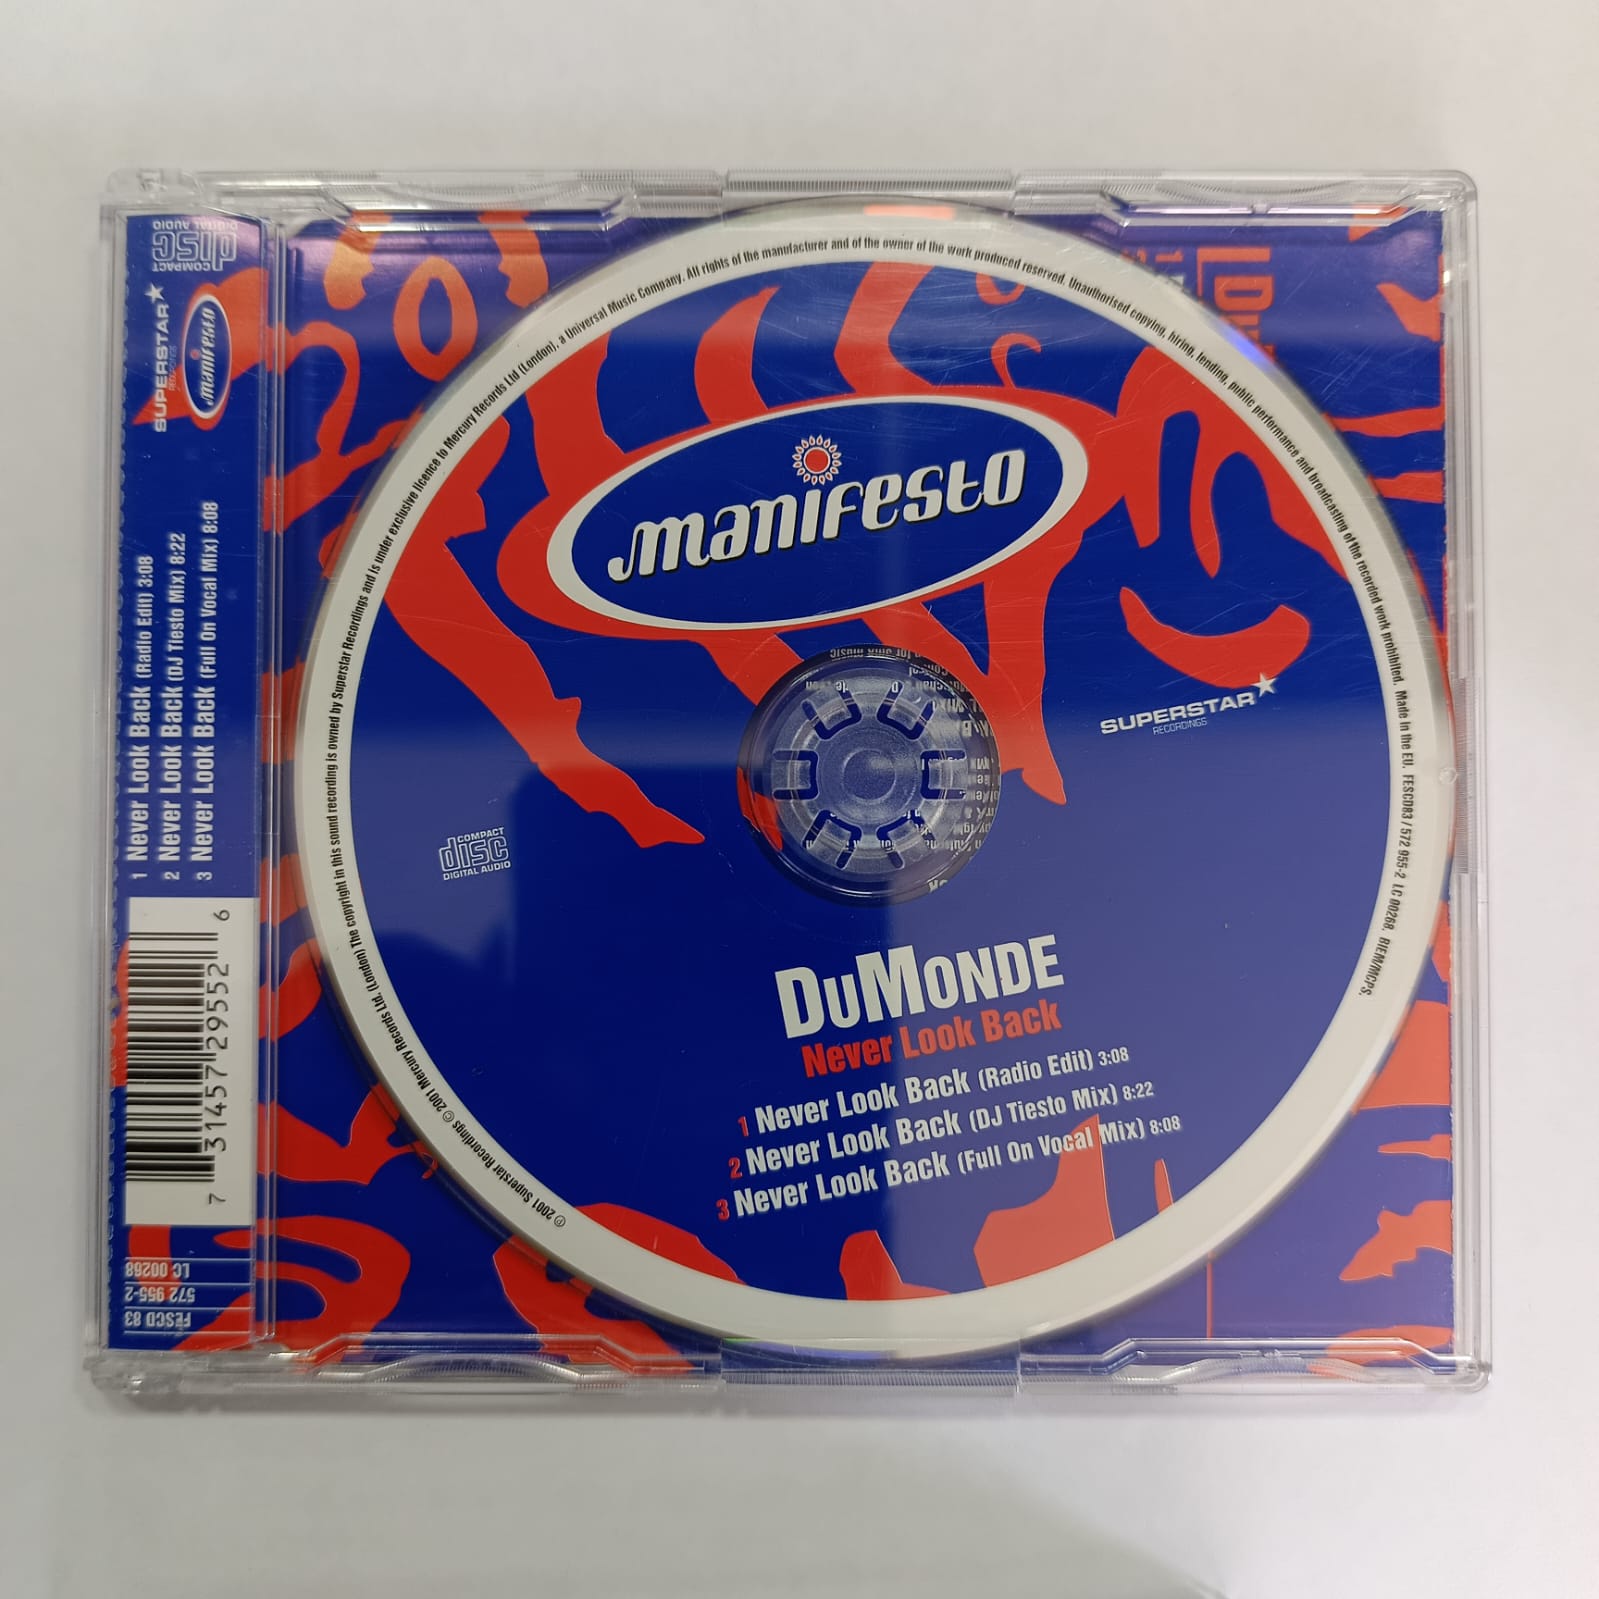 COMPACT
disc
DIGITAL AUDIO
SUPERSTAR
RECORDINGS
manifesto
1 Never Look Back (Radio Edit) 3:08
2 Never Look Back (DJ Tiesto Mix) 8:22
3 Never Look Back (Full On Vocal Mix) 8:08
7 31457 29552 6
LC 00268
572 955-2
FESCD 83
℗ 2001 Superstar Recordings © 2001 Mercury Records Ltd. (London) The copyright in this sound recording is owned by Superstar Recordings and is under exclusive licence to Mercury Records Ltd (London), a Universal Music Company. All rights of the manufacturer and of the owner of the work produced reserved. Unauthorised copying, hiring, lending, public performance and broadcasting of the recorded work prohibited. Made in the EU. FESCD83 / 572 955-2 LC 00268. BIEM/MCPS.
manifesto
SUPERSTAR
RECORDINGS
COMPACT
disc
DIGITAL AUDIO
DUMONDE
Never Look Back
1 Never Look Back (Radio Edit) 3:08
2 Never Look Back (DJ Tiesto Mix) 8:22
3 Never Look Back (Full On Vocal Mix) 8:08